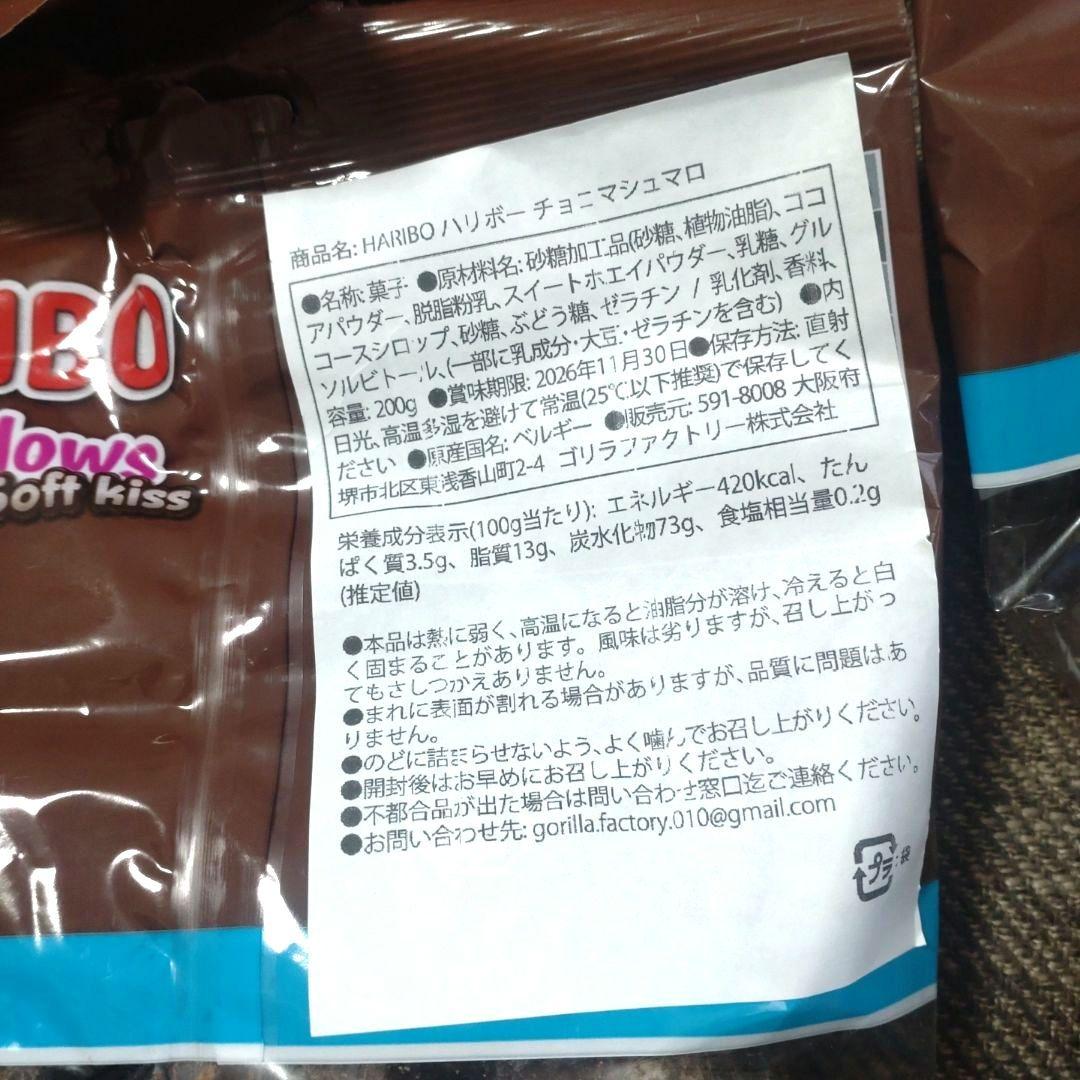 商品名: HARIBO ハリボー チョコマシュマロ
●名称: 菓子 ●原材料名: 砂糖加工品(砂糖、植物油脂)、ココ
アパウダー、脱脂粉乳、スイートホエイパウダー、乳糖、グル
コースシロップ、砂糖、ぶどう糖、ゼラチン / 乳化剤、香料、
ソルビトール、(一部に乳成分・大豆・ゼラチンを含む) ●内
容量: 200g ●賞味期限: 2026年11月30日●保存方法: 直射
日光、高温多湿を避けて常温(25℃以下推奨)で保存してく
ださい ●原産国名: ベルギー ●販売元: 591-8008 大阪府
堺市北区東浅香山町2-4 ゴリラファクトリー株式会社
栄養成分表示(100g当たり): エネルギー420kcal、たん
ぱく質3.5g、脂質13g、炭水化物73g、食塩相当量0.2g
(推定値)
●本品は熱に弱く、高温になると油脂分が溶け、冷えると白
く固まることがあります。風味は劣りますが、召し上がっ
てもさしつかえありません。
●まれに表面が割れる場合がありますが、品質に問題はあ
りません。
●のどに詰まらせないよう、よく噛んでお召し上がりください。
●開封後はお早めにお召し上がりください。
●不都合品が出た場合は問い合わせ窓口迄ご連絡ください。
●お問い合わせ先: gorilla.factory.010@gmail.com
プラ :袋
IBO
lows
Soft kiss